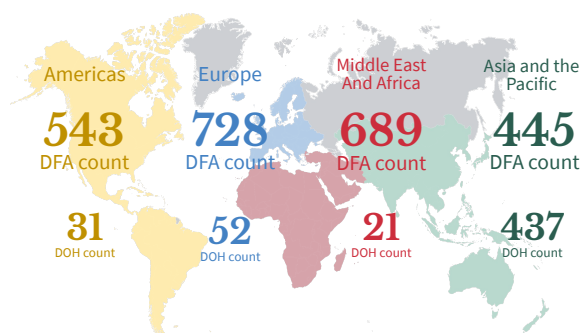 Americas
543
DFA count
31
DOH count
Europe
728
DFA count
52
DOH count
Middle East
And Africa
689
DFA count
21
DOH count
Asia and the
Pacific
445
DFA count
437
DOH count